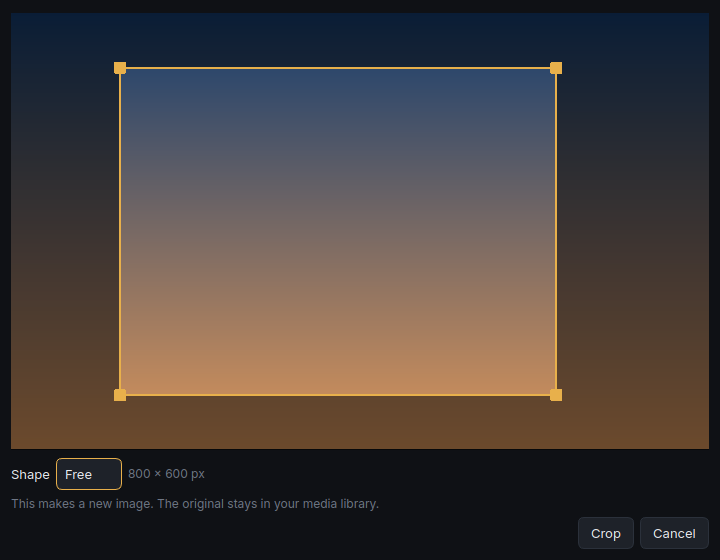 Shape Free 800 × 600 px
This makes a new image. The original stays in your media library.
Crop Cancel